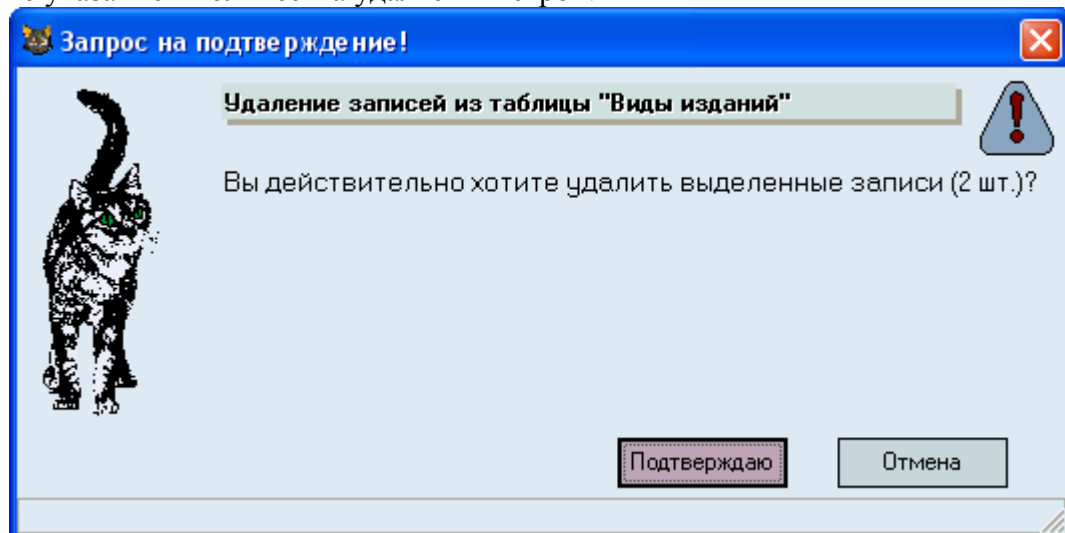 Запрос на подтверждение!
Удаление записей из таблицы "Виды изданий"
Вы действительно хотите удалить выделенные записи (2 шт.)?
Подтверждаю
Отмена